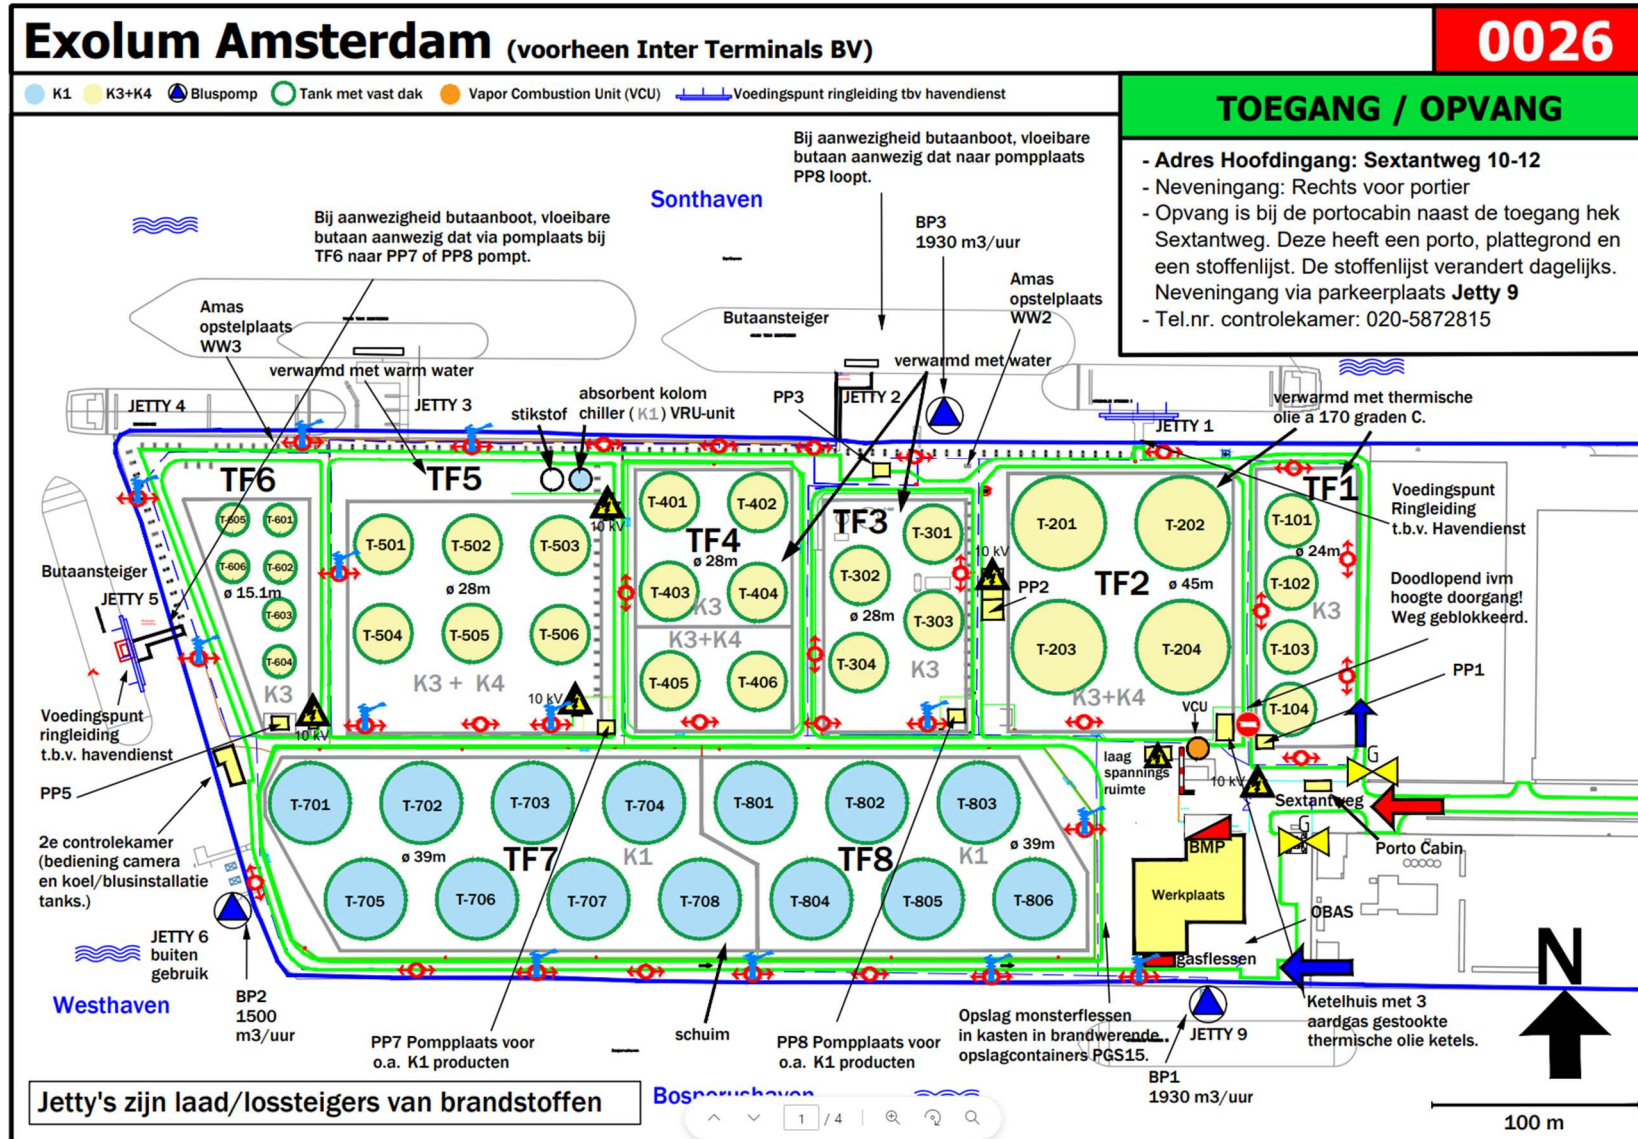 Exolum Amsterdam (voorheen Inter Terminals BV)
0026
K1
K3+K4
Bluspomp
Tank met vast dak
Vapor Combustion Unit (VCU)
Voedingspunt ringleiding tbv havendienst
TOEGANG / OPVANG
- Adres Hoofdingang: Sextantweg 10-12
- Neveningang: Rechts voor portier
- Opvang is bij de portocabin naast de toegang hek
Sextantweg. Deze heeft een porto, plattegrond en
een stoffenlijst. De stoffenlijst verandert dagelijks.
Neveningang via parkeerplaats Jetty 9
- Tel.nr. controlekamer: 020-5872815
Bij aanwezigheid butaanboot, vloeibare
butaan aanwezig dat naar pompplaats
PP8 loopt.
Sonthaven
Bij aanwezigheid butaanboot, vloeibare
butaan aanwezig dat via pomplaats bij
TF6 naar PP7 of PP8 pompt.
BP3
1930 m3/uur
Amas
opstelplaats
WW2
Amas
opstelplaats
WW3
Butaansteiger
verwarmd met water
verwarmd met warm water
absorbent kolom
chiller ( K1 ) VRU-unit
stikstof
PP3
JETTY 4
JETTY 3
JETTY 2
JETTY 1
verwarmd met thermische
olie a 170 graden C.
TF6
TF5
TF4
TF3
TF2
TF1
T-605
T-601
T-606
T-602
ø 15.1m
T-603
T-604
K3
10 kV
T-501
T-502
T-503
ø 28m
T-504
T-505
T-506
K3 + K4
10 kV
10 kV
T-401
T-402
ø 28m
T-403
T-404
K3
K3+K4
T-405
T-406
T-301
T-302
ø 28m
T-303
T-304
K3
10 kV
PP2
T-201
T-202
ø 45m
T-203
T-204
K3+K4
T-101
ø 24m
T-102
K3
T-103
T-104
Voedingspunt
Ringleiding
t.b.v. Havendienst
Doodlopend ivm
hoogte doorgang!
Weg geblokkeerd.
PP1
Butaansteiger
JETTY 5
Voedingspunt
ringleiding
t.b.v. havendienst
PP5
2e controlekamer
(bediening camera
en koel/blusinstallatie
tanks.)
JETTY 6
buiten
gebruik
Westhaven
BP2
1500
m3/uur
T-701
T-702
T-703
T-704
ø 39m
TF7
K1
T-705
T-706
T-707
T-708
T-801
T-802
T-803
TF8
K1
ø 39m
T-804
T-805
T-806
VCU
laag
spannings
ruimte
10 kV
G
Sextantweg
G
Porto Cabin
BMP
Werkplaats
OBAS
gasflessen
Ketelhuis met 3
aardgas gestookte
thermische olie ketels.
Opslag monsterflessen
in kasten in brandwerende
opslagcontainers PGS15.
JETTY 9
BP1
1930 m3/uur
PP7 Pompplaats voor
o.a. K1 producten
schuim
PP8 Pompplaats voor
o.a. K1 producten
Bosporushaven
N
100 m
Jetty's zijn laad/lossteigers van brandstoffen
1 / 4